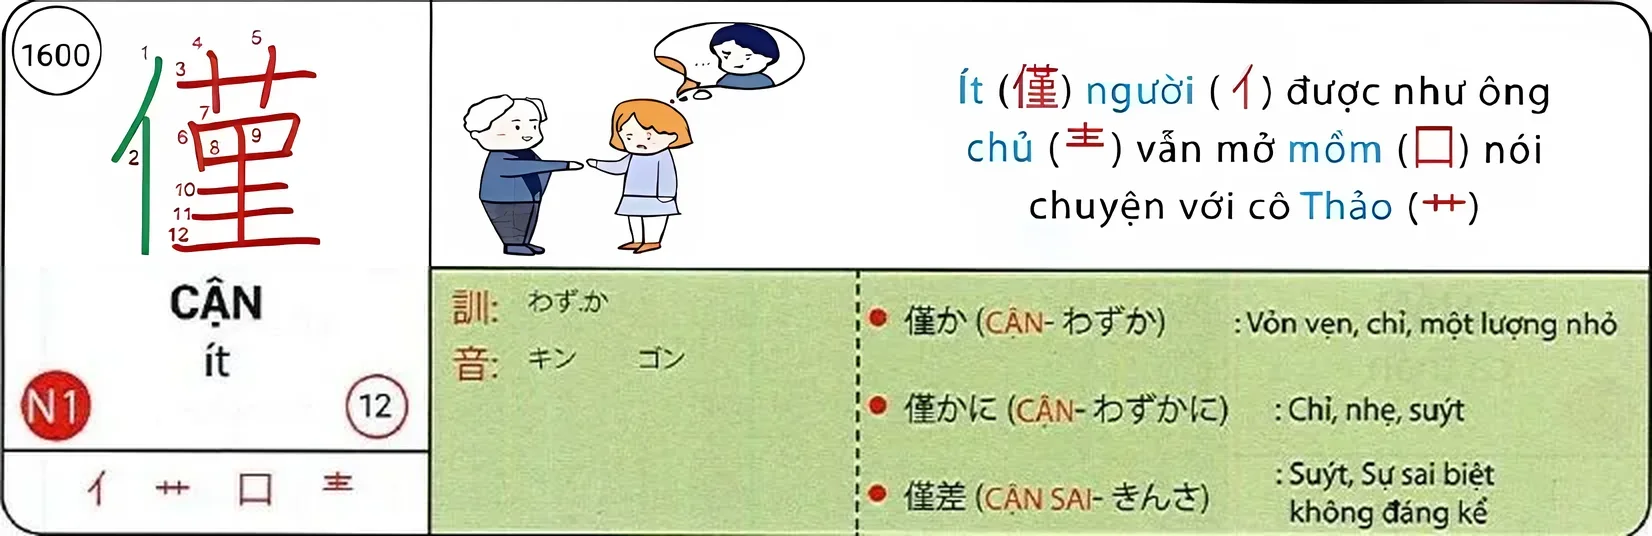 1600
1
2
3
4
5
6
7
8
9
10
11
12
僅
CẬN
ít
N1
12
亻 艹 口 龶
Ít (僅) người (亻) được như ông
chủ (龶) vẫn mở mồm (口) nói
chuyện với cô Thảo (艹)
訓: わず.か
音: キン ゴン
● 僅か (CẬN- わずか) : Vỏn vẹn, chỉ, một lượng nhỏ
● 僅かに (CẬN- わずかに) : Chỉ, nhẹ, suýt
● 僅差 (CẬN SAI- きんさ) : Suýt, Sự sai biệt
không đáng kể